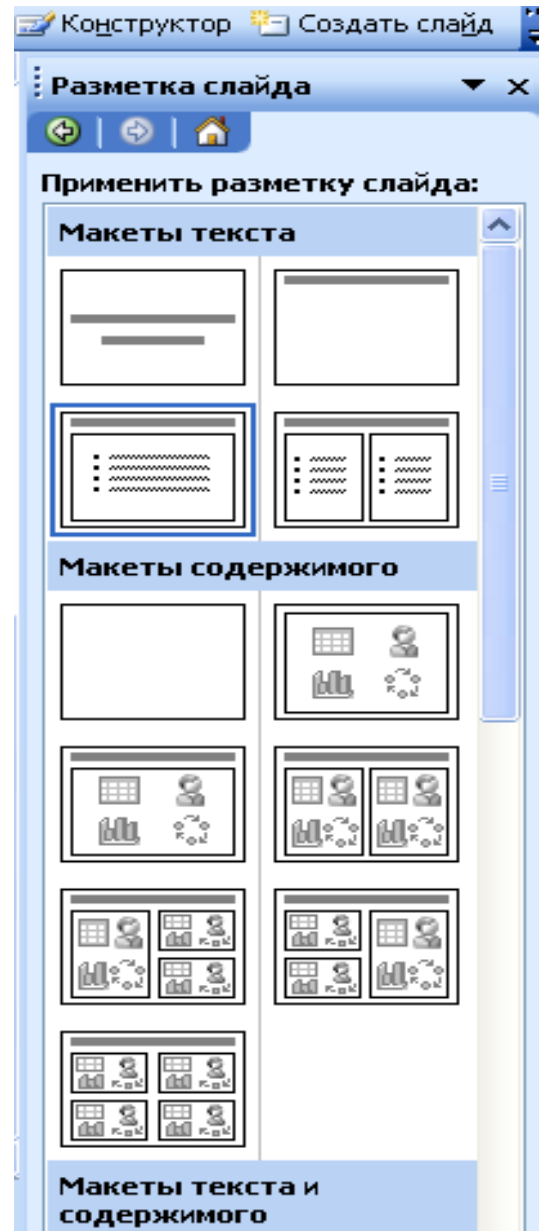 Конструктор Создать слайд
Разметка слайда
Применить разметку слайда:
Макеты текста
Макеты содержимого
Макеты текста и
содержимого